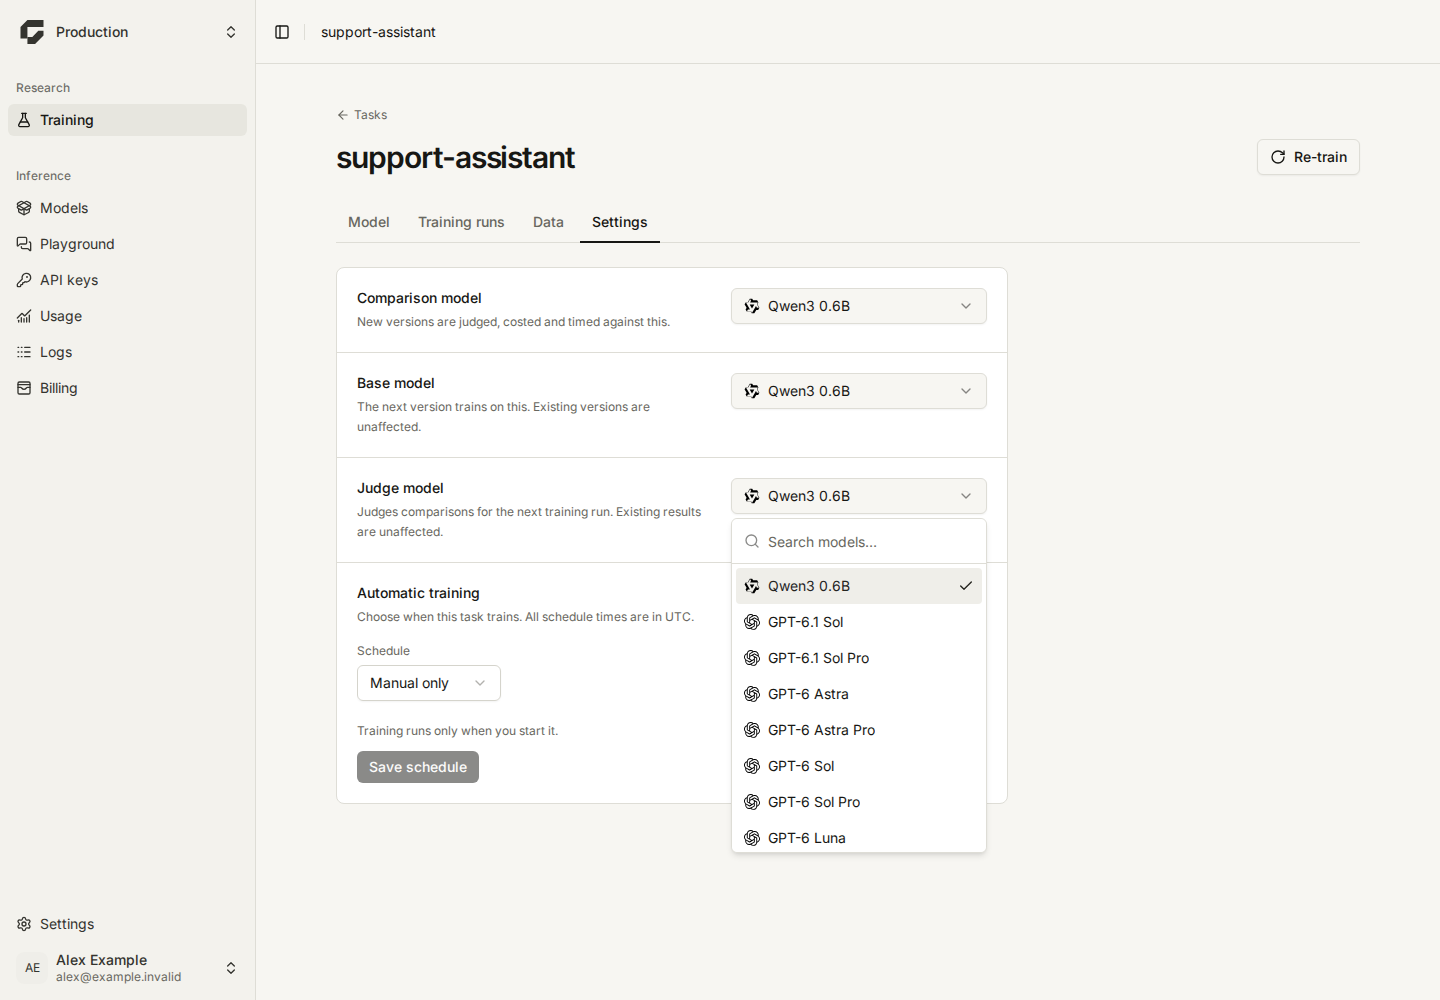 Production
support-assistant
Research
Training
Inference
Models
Playground
API keys
Usage
Logs
Billing
Settings
AE
Alex Example
alex@example.invalid
Tasks
support-assistant
Re-train
Model
Training runs
Data
Settings
Comparison model
New versions are judged, costed and timed against this.
Qwen3 0.6B
Base model
The next version trains on this. Existing versions are
unaffected.
Qwen3 0.6B
Judge model
Judges comparisons for the next training run. Existing results
are unaffected.
Qwen3 0.6B
Search models...
Qwen3 0.6B
GPT-6.1 Sol
GPT-6.1 Sol Pro
GPT-6 Astra
GPT-6 Astra Pro
GPT-6 Sol
GPT-6 Sol Pro
GPT-6 Luna
Automatic training
Choose when this task trains. All schedule times are in UTC.
Schedule
Manual only
Training runs only when you start it.
Save schedule